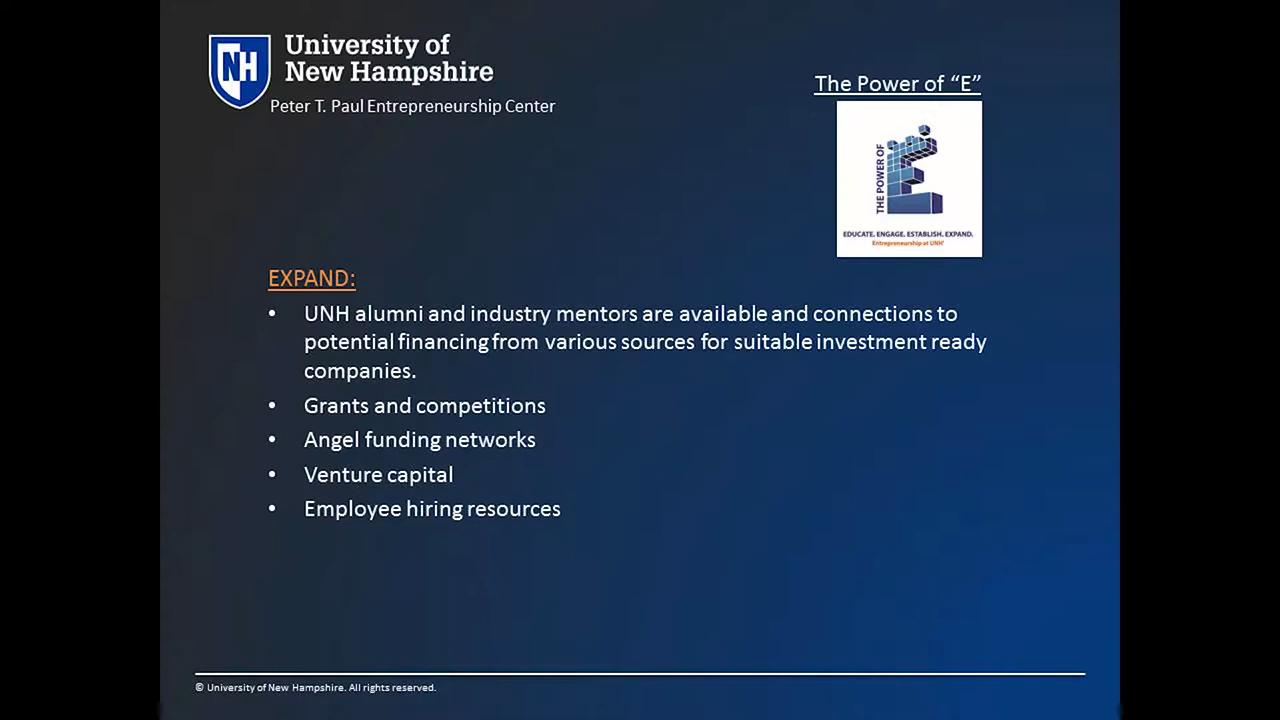 NH
University of
New Hampshire
Peter T. Paul Entrepreneurship Center
The Power of “E”
THE POWER OF
E
EDUCATE. ENGAGE. ESTABLISH. EXPAND.
Entrepreneurship at UNH
EXPAND:
• UNH alumni and industry mentors are available and connections to
potential financing from various sources for suitable investment ready
companies.
• Grants and competitions
• Angel funding networks
• Venture capital
• Employee hiring resources
© University of New Hampshire. All rights reserved.